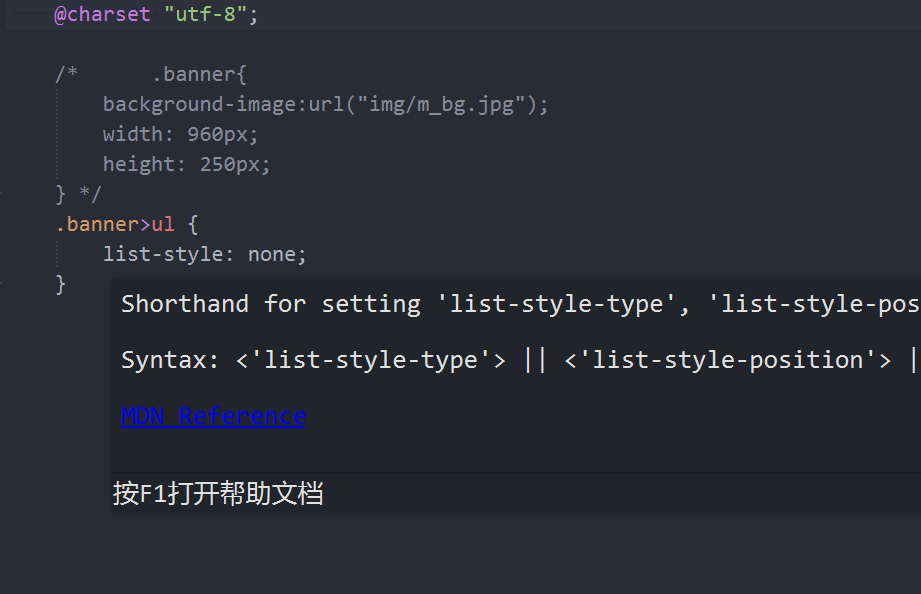 @charset "utf-8";
/* .banner{
background-image:url("img/m_bg.jpg");
width: 960px;
height: 250px;
} */
.banner>ul {
list-style: none;
}
Shorthand for setting 'list-style-type', 'list-style-pos
Syntax: <'list-style-type'> || <'list-style-position'> |
MDN Reference
按F1打开帮助文档